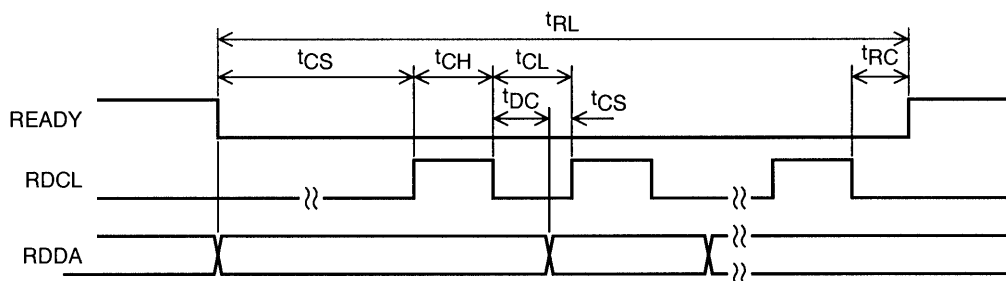 tRL
tCS tCH tCL tRC
tDC tCS
READY
RDCL
RDDA